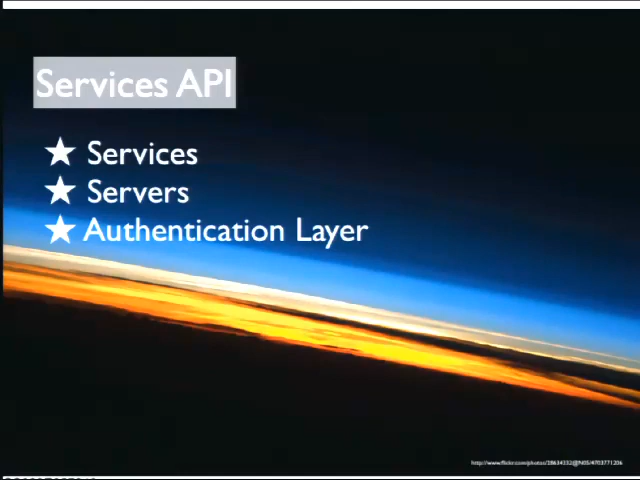 Services API
★ Services
★ Servers
★ Authentication Layer